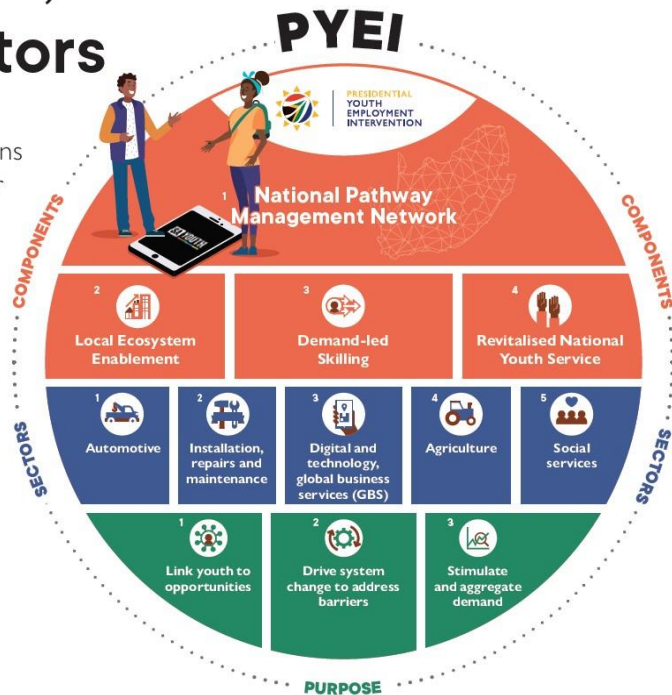 PYEI
tors
ns
PRESIDENTIAL
YOUTH
EMPLOYMENT
INTERVENTION
1 National Pathway
Management Network
SA YOUTH
COMPONENTS
COMPONENTS
2
Local Ecosystem
Enablement
3
Demand-led
Skilling
4
Revitalised National
Youth Service
SECTORS
SECTORS
1
Automotive
2
Installation,
repairs and
maintenance
3
Digital and
technology,
global business
services (GBS)
4
Agriculture
5
Social
services
1
Link youth to
opportunities
2
Drive system
change to address
barriers
3
Stimulate
and aggregate
demand
PURPOSE